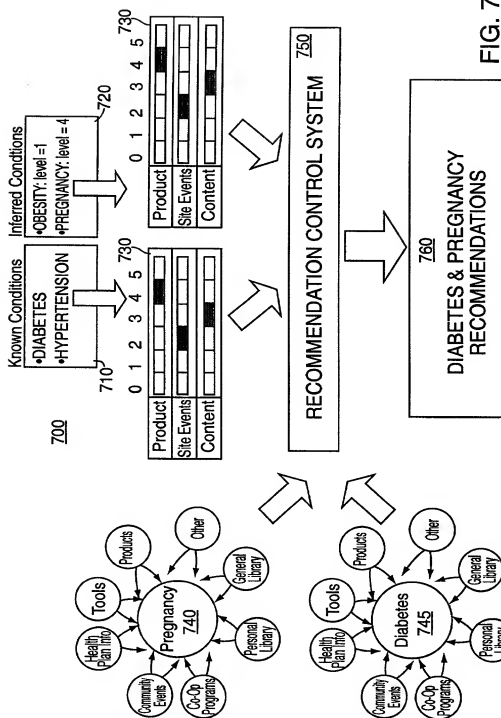 700
Known Conditions
•DIABETES
•HYPERTENSION
710
Inferred Condtions
•OBESITY: level =1
•PREGNANCY: level = 4
720
0 1 2 3 4 5
730
Product
Site Events
Content
0 1 2 3 4 5
730
Product
Site Events
Content
Health
Plan Info
Tools
Products
Other
General
Library
Personal
Library
Co-Op
Programs
Community
Events
Pregnancy
740
Health
Plan Info
Tools
Products
Other
General
Library
Personal
Library
Co-Op
Programs
Community
Events
Diabetes
745
750
RECOMMENDATION CONTROL SYSTEM
760
DIABETES & PREGNANCY
RECOMMENDATIONS
FIG. 7